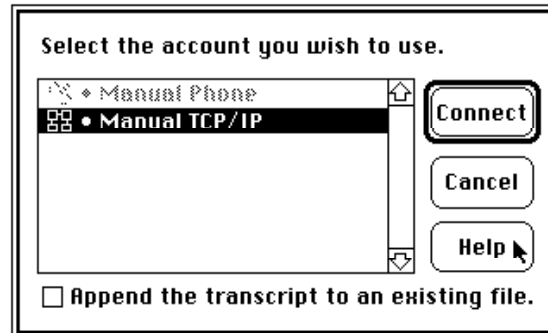 Select the account you wish to use.
• Manual Phone
• Manual TCP/IP
Connect
Cancel
Help
Append the transcript to an existing file.